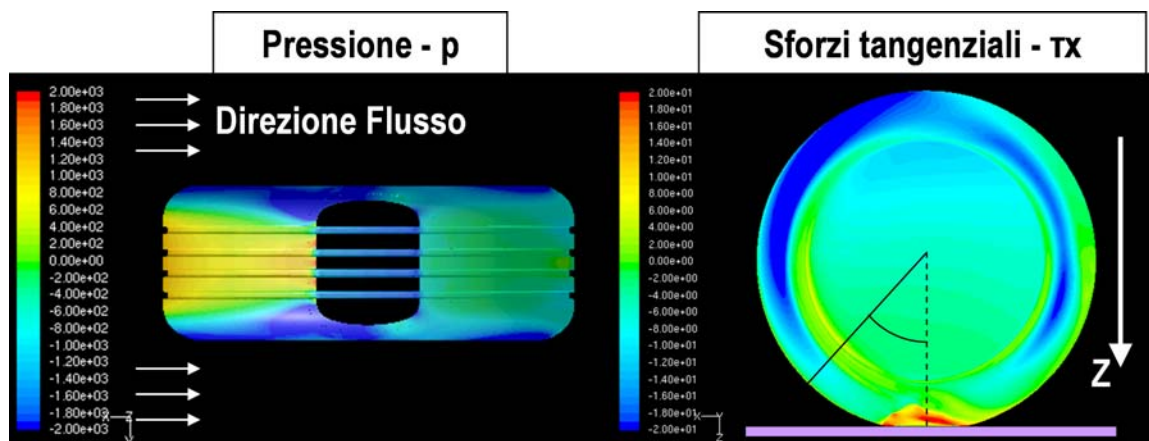 Pressione - p
Sforzi tangenziali - τx
Direzione Flusso
2.00e+03
1.80e+03
1.60e+03
1.40e+03
1.20e+03
1.00e+03
8.00e+02
6.00e+02
4.00e+02
2.00e+02
0.00e+00
-2.00e+02
-4.00e+02
-6.00e+02
-8.00e+02
-1.00e+03
-1.20e+03
-1.40e+03
-1.60e+03
-1.80e+03
-2.00e+03
X Z
Y
2.00e+01
1.80e+01
1.60e+01
1.40e+01
1.20e+01
1.00e+01
8.00e+00
6.00e+00
4.00e+00
2.00e+00
0.00e+00
-2.00e+00
-4.00e+00
-6.00e+00
-8.00e+00
-1.00e+01
-1.20e+01
-1.40e+01
-1.60e+01
-1.80e+01
-2.00e+01
X Y
Z
Z